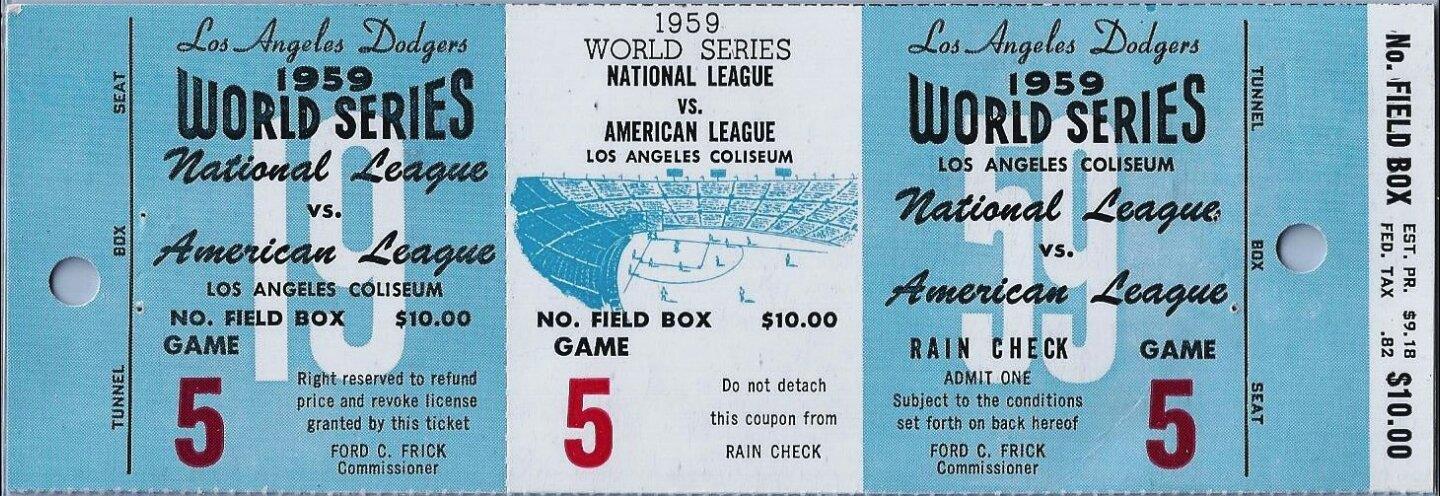 SEAT
BOX
TUNNEL
Los Angeles Dodgers
1959
WORLD SERIES
National League
vs.
American League
LOS ANGELES COLISEUM
NO. FIELD BOX $10.00
GAME
5
19
Right reserved to refund
price and revoke license
granted by this ticket
FORD C. FRICK
Commissioner
1959
WORLD SERIES
NATIONAL LEAGUE
VS.
AMERICAN LEAGUE
LOS ANGELES COLISEUM
NO. FIELD BOX $10.00
GAME
5
Do not detach
this coupon from
RAIN CHECK
Los Angeles Dodgers
1959
WORLD SERIES
LOS ANGELES COLISEUM
National League
vs.
American League
59
RAIN CHECK
ADMIT ONE
Subject to the conditions
set forth on back hereof
FORD C. FRICK
Commissioner
GAME
5
TUNNEL
BOX
SEAT
No. FIELD BOX
EST. PR. $9.18
FED. TAX .82
$10.00